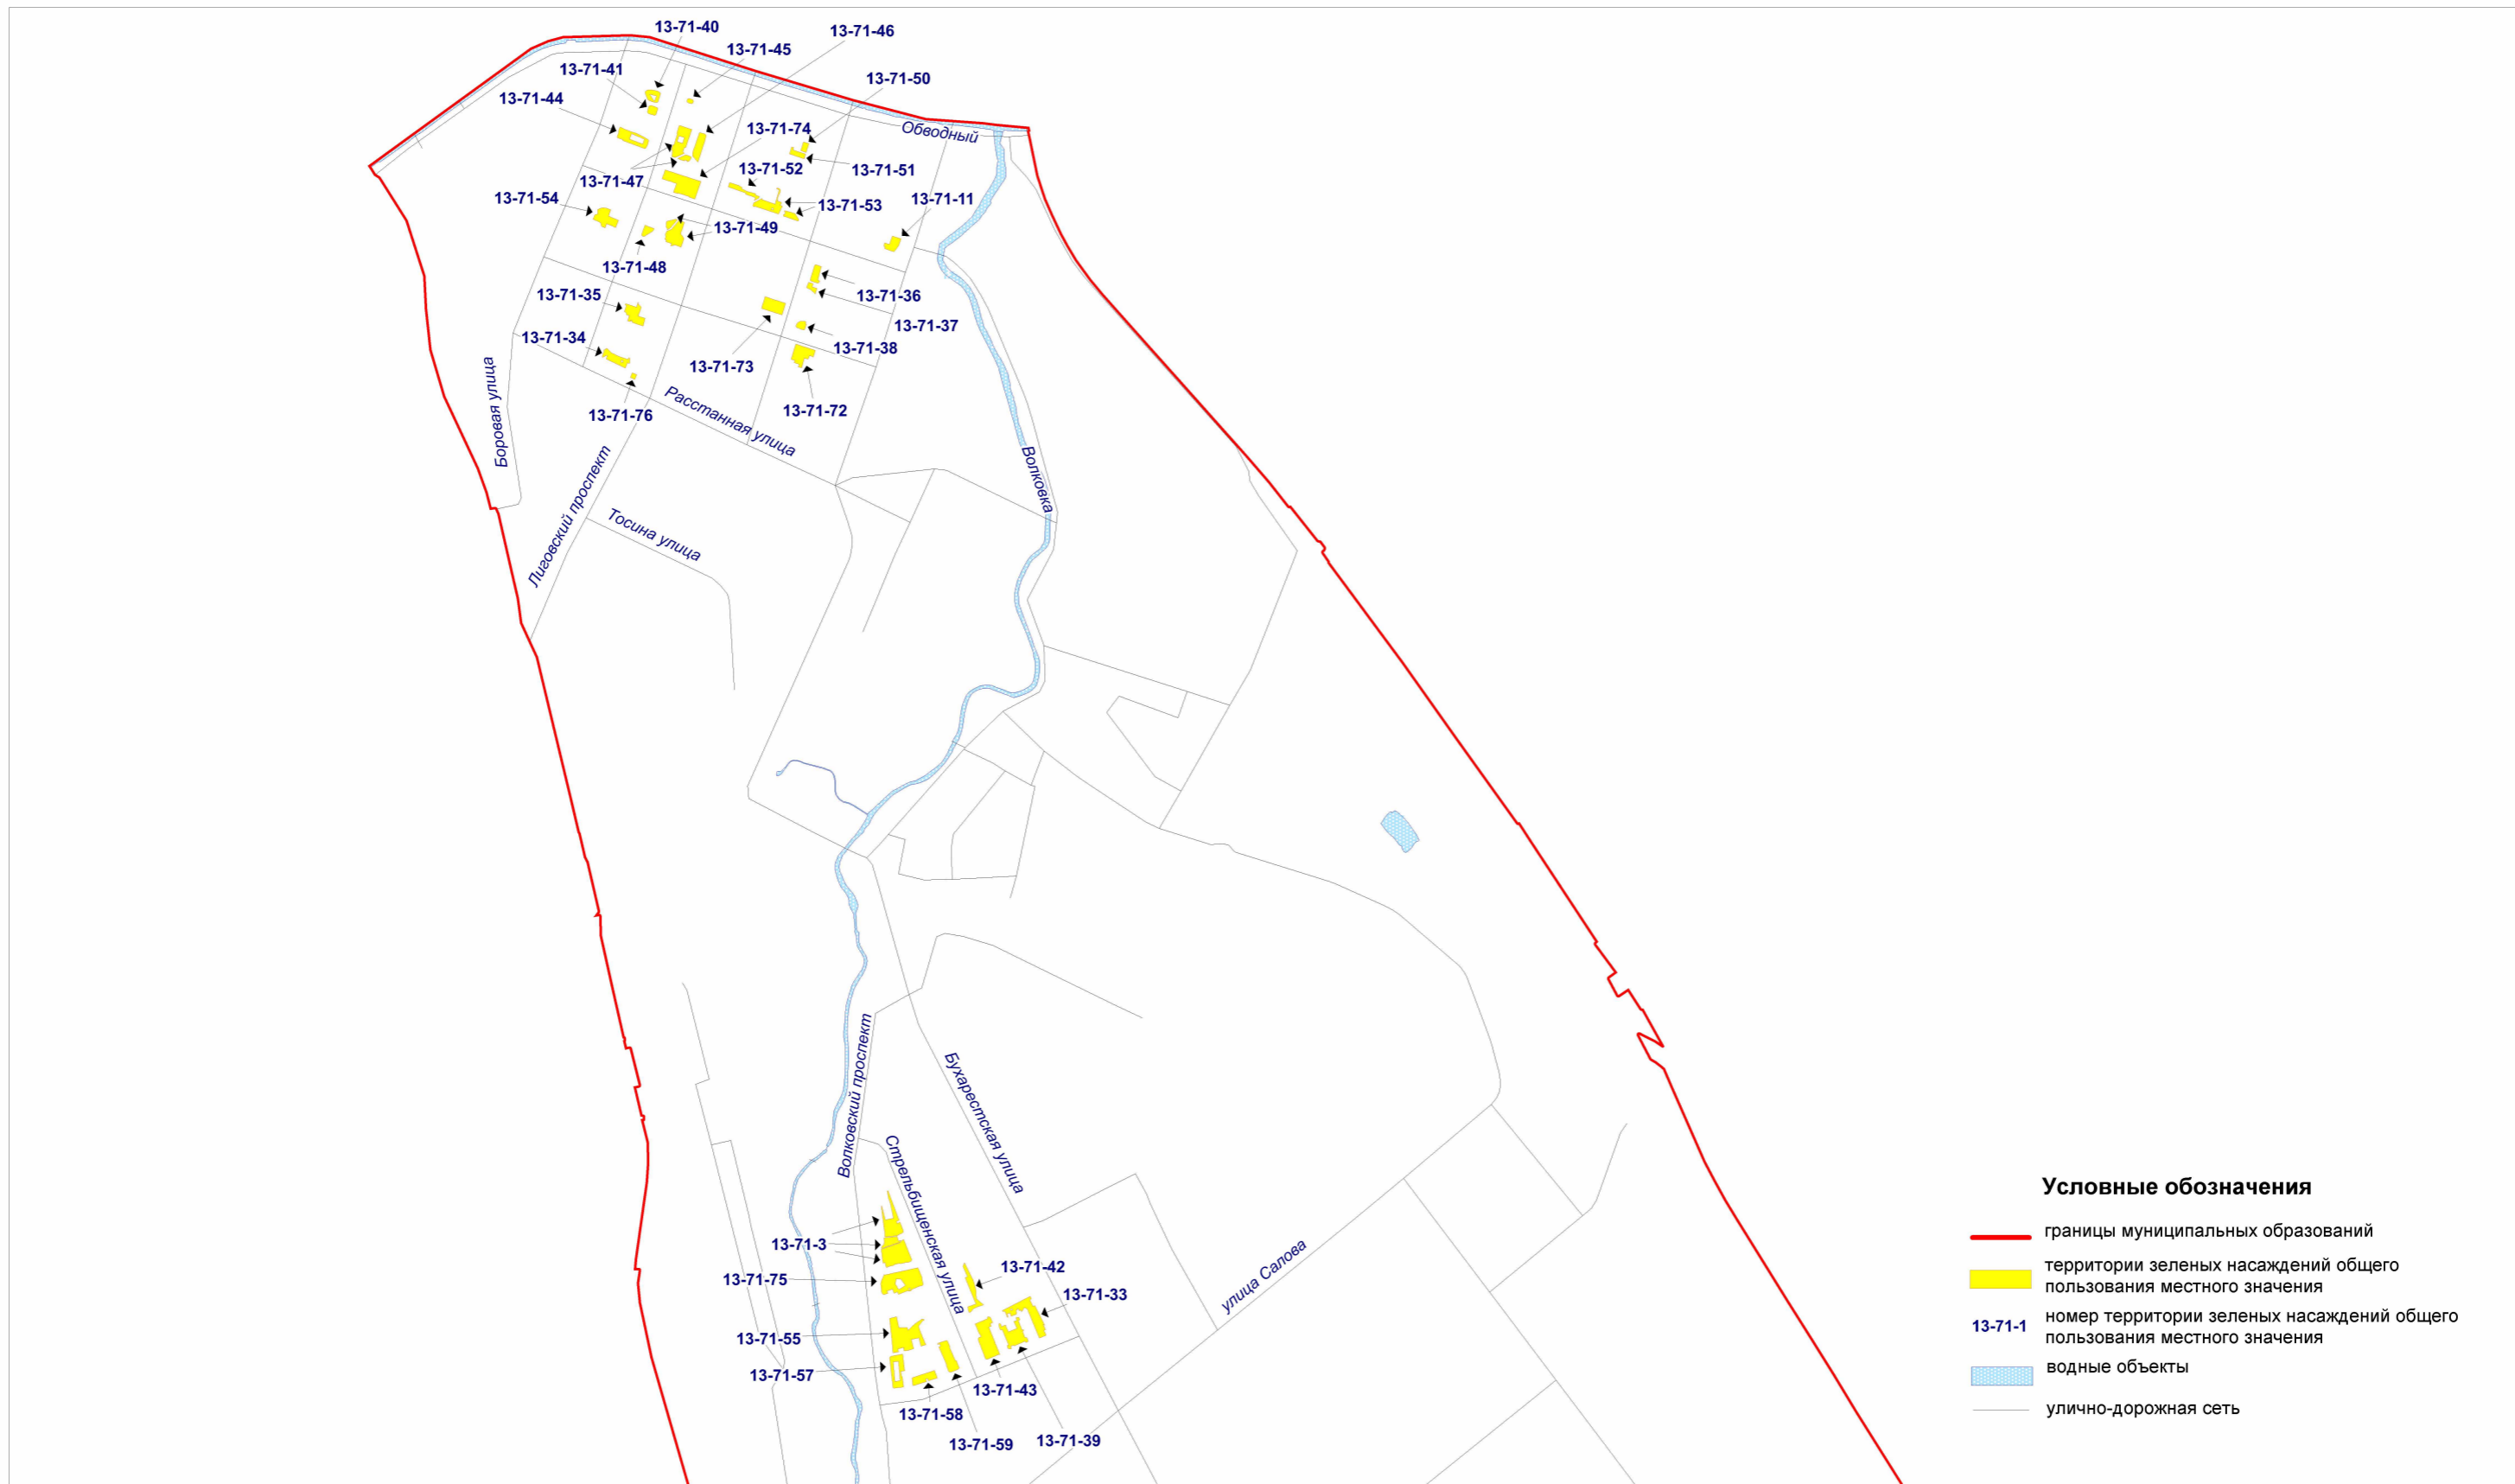 13-71-40
13-71-46
13-71-45
13-71-41
13-71-50
13-71-44
13-71-74
Обводный
13-71-52
13-71-51
13-71-47
13-71-54
13-71-53
13-71-11
13-71-49
13-71-48
13-71-35
13-71-36
13-71-37
13-71-34
13-71-38
13-71-73
13-71-72
13-71-76
Боровая улица
Расстанная улица
Лиговский проспект
Волковка
Тосина улица
Волковский проспект
Бухарестская улица
Стрельбищенская улица
улица Салова
13-71-3
13-71-42
13-71-75
13-71-33
13-71-55
13-71-57
13-71-43
13-71-58
13-71-59
13-71-39
Условные обозначения
границы муниципальных образований
территории зеленых насаждений общего
пользования местного значения
13-71-1
номер территории зеленых насаждений общего
пользования местного значения
водные объекты
улично-дорожная сеть